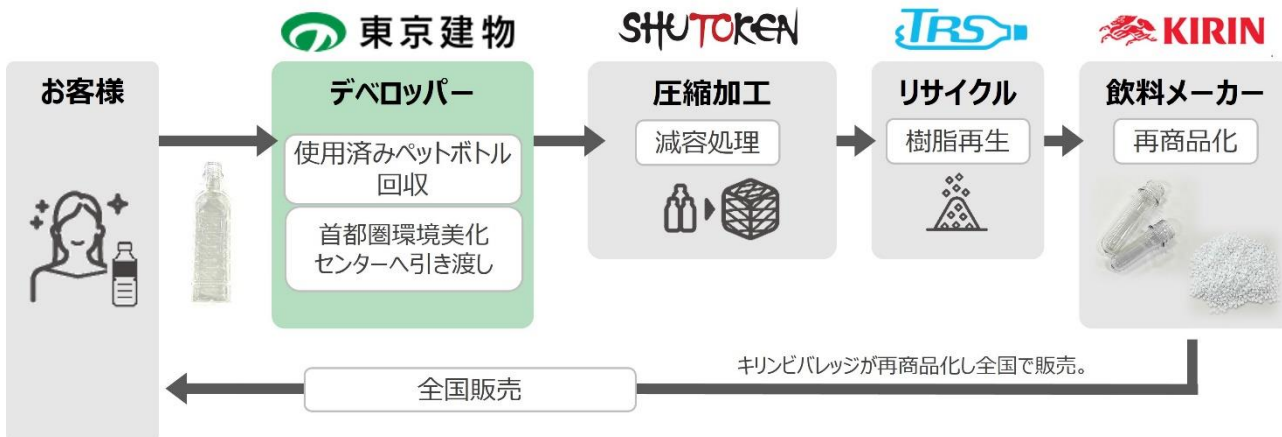 東京建物
SHUTOKEN
TRS
KIRIN
お客様
デベロッパー
圧縮加工
リサイクル
飲料メーカー
使用済みペットボトル
回収
減容処理
樹脂再生
再商品化
首都圏環境美化
センターへ引き渡し
キリンビバレッジが再商品化し全国で販売。
全国販売